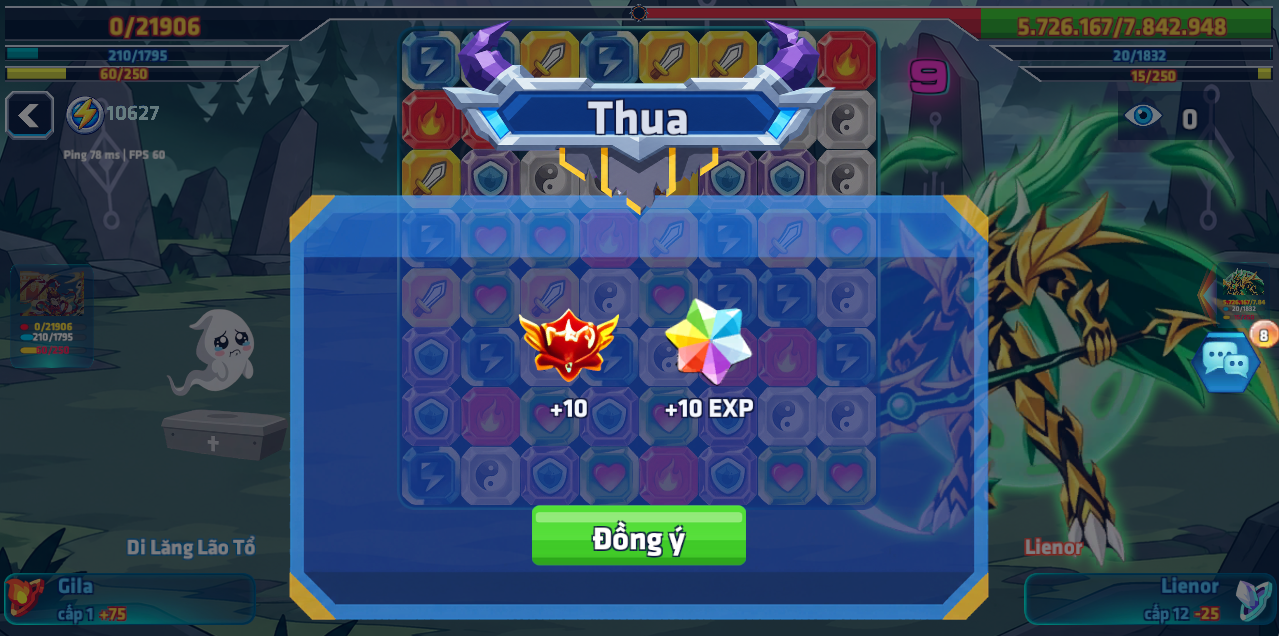 0/21906
210/1795
60/250
5.726.167/7.842.948
20/1832
15/250
10627
Ping 78 ms | FPS 60
9
0
Thua
0/21906
210/1795
8
+10
+10 EXP
Đồng ý
Di Lăng Lão Tổ
Lienor
Gila
cấp 1 +75
Lienor
cấp 12 -25